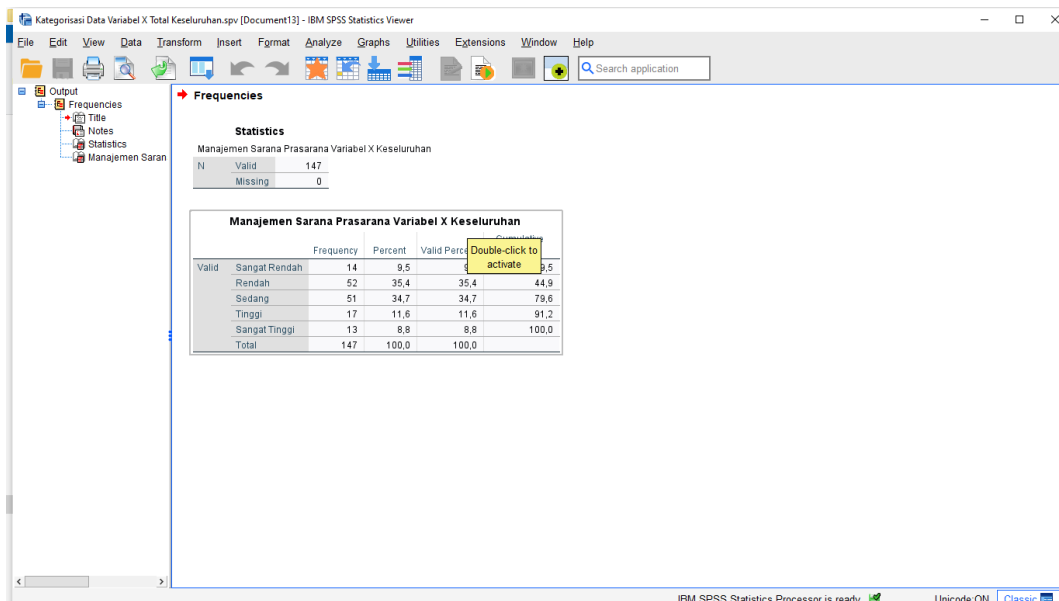 Kategorisasi Data Variabel X Total Keseluruhan.spv [Document13] - IBM SPSS Statistics Viewer
File Edit View Data Transform Insert Format Analyze Graphs Utilities Extensions Window Help
Search application
Output
Frequencies
Title
Notes
Statistics
Manajemen Saran
Frequencies
Statistics
Manajemen Sarana Prasarana Variabel X Keseluruhan
N Valid 147
Missing 0
Manajemen Sarana Prasarana Variabel X Keseluruhan
Frequency Percent Valid
Double-click to
activate
Valid Sangat Rendah 14 9,5
Rendah 52 35,4 35,4 44,9
Sedang 51 34,7 34,7 79,6
Tinggi 17 11,6 11,6 91,2
Sangat Tinggi 13 8,8 8,8 100,0
Total 147 100,0 100,0
IBM SPSS Statistics Processor is ready
Unicode:ON
Classic